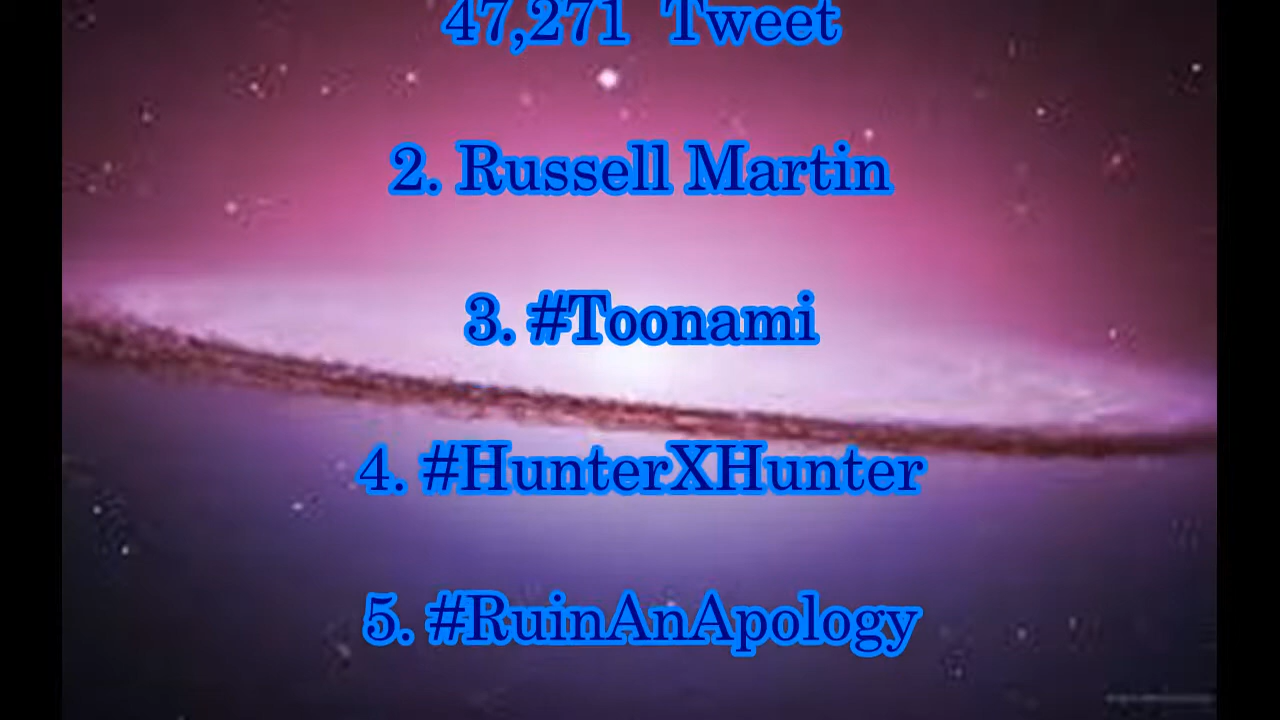 47,271 Tweet
2. Russell Martin
3. #Toonami
4. #HunterXHunter
5. #RuinAnApology